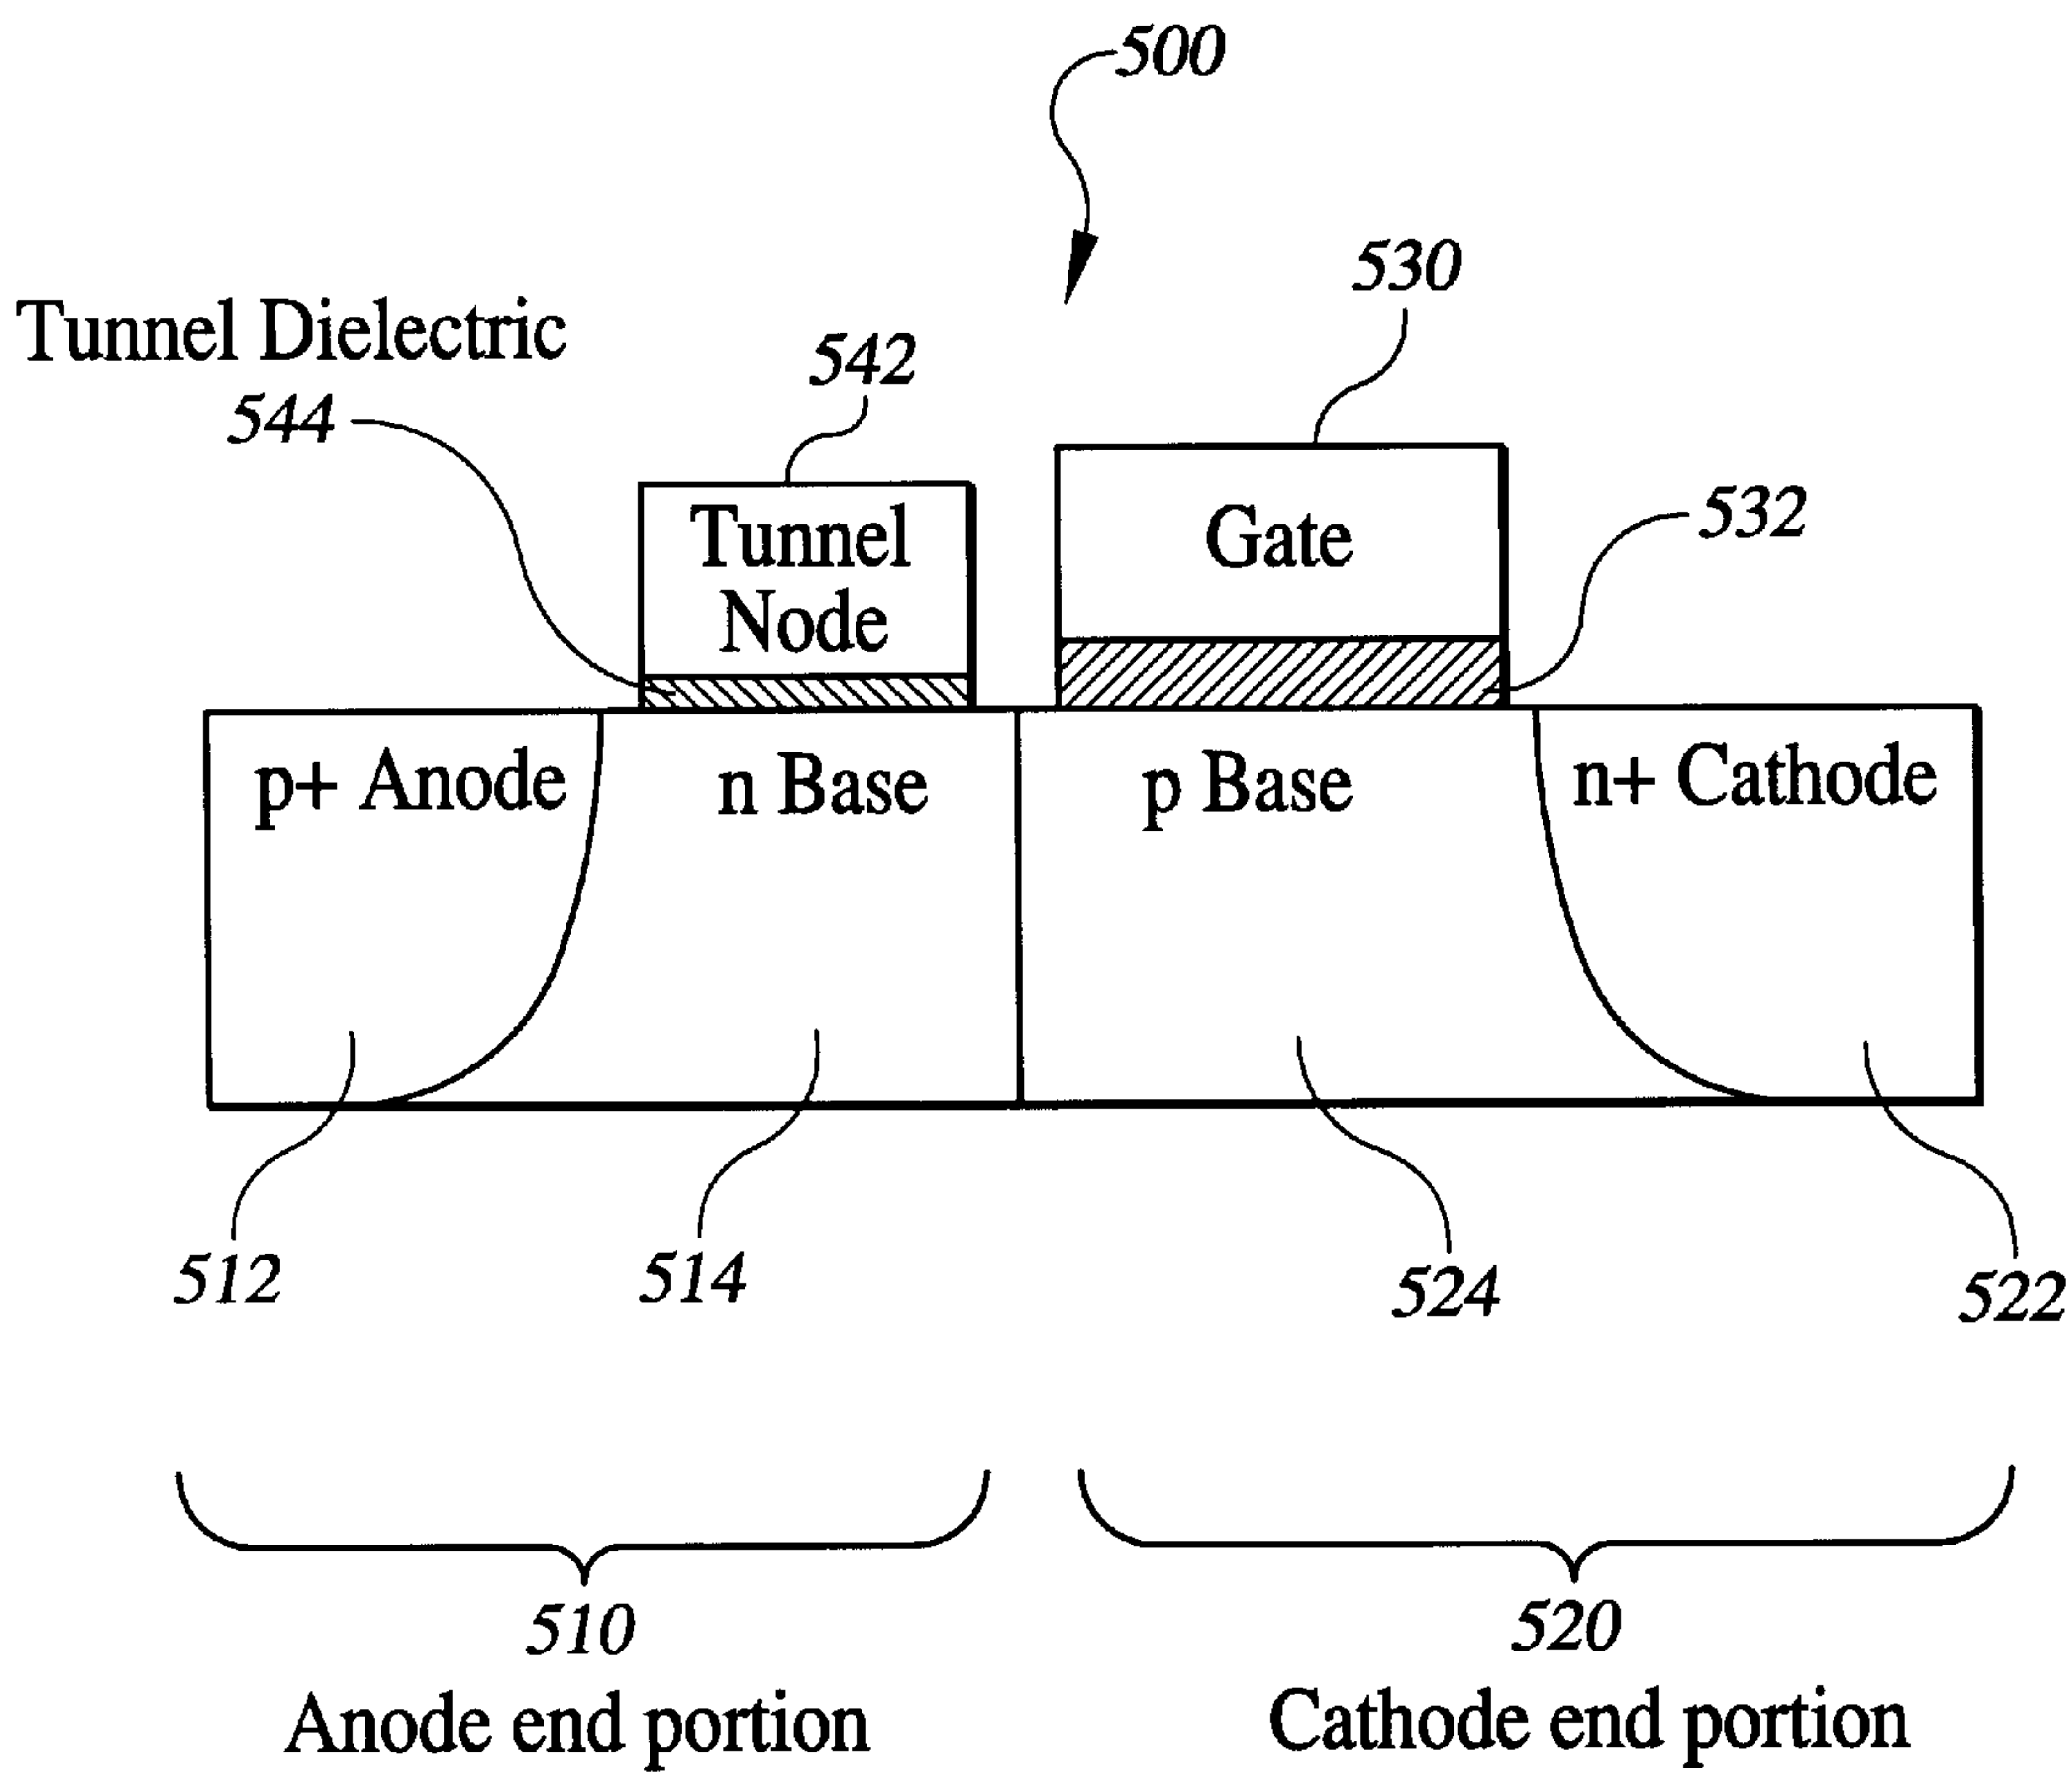 500
530
Tunnel Dielectric
542
544
532
Tunnel
Node
Gate
p+ Anode
n Base
p Base
n+ Cathode
512
514
524
522
510
520
Anode end portion
Cathode end portion